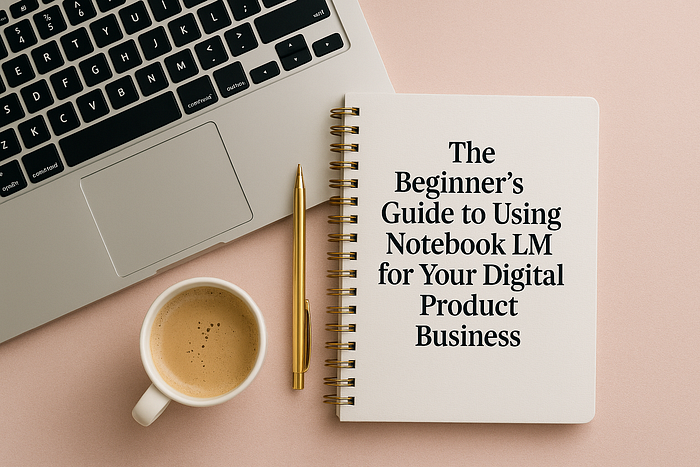 E R T Y U I
S D F G H J K L
Z K C V B N M
The
Beginner’s
Guide to Using
Notebook LM
for Your Digital
Product
Business